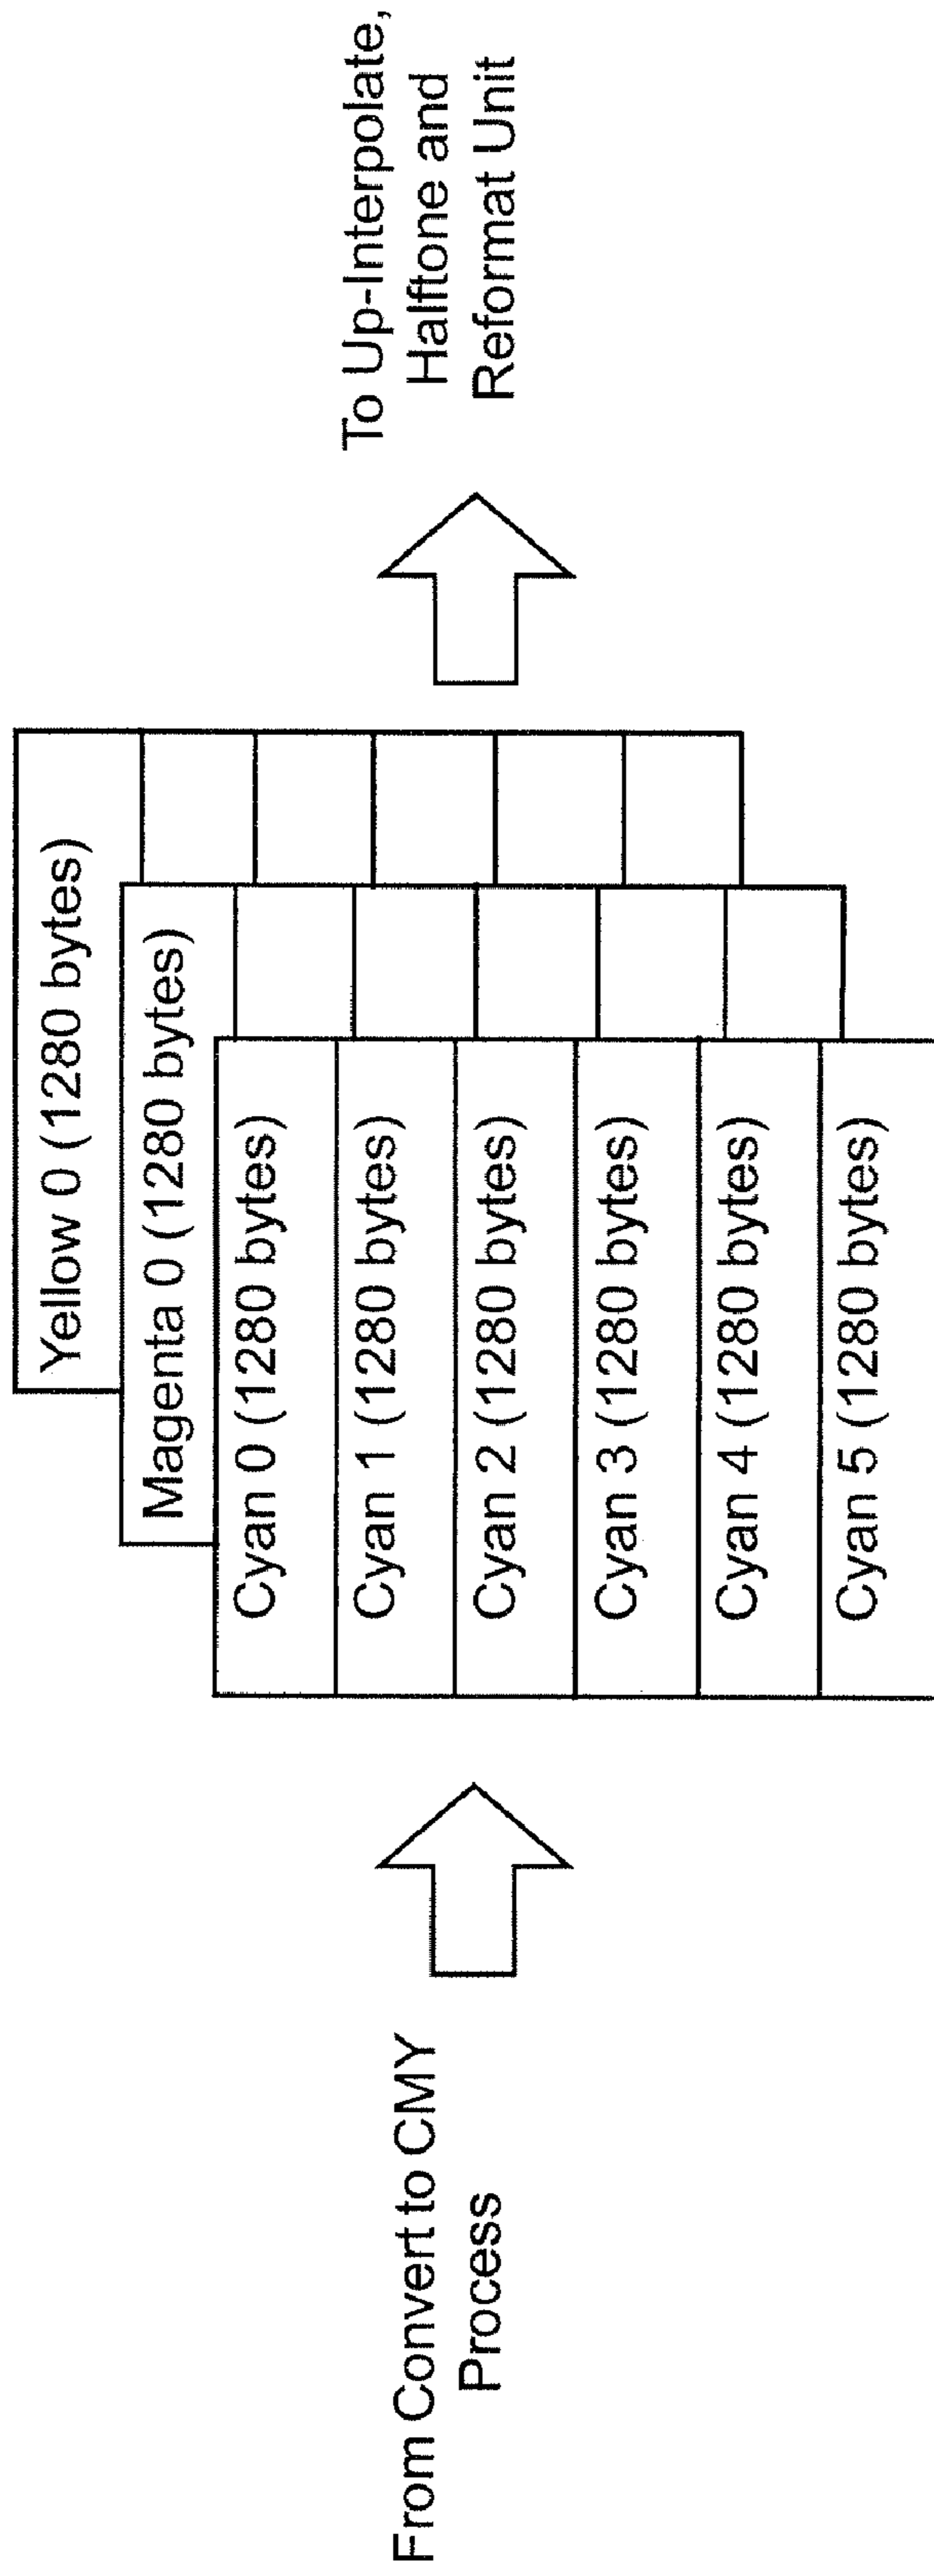 From Convert to CMY
Process
Yellow 0 (1280 bytes)
Magenta 0 (1280 bytes)
Cyan 0 (1280 bytes)
Cyan 1 (1280 bytes)
Cyan 2 (1280 bytes)
Cyan 3 (1280 bytes)
Cyan 4 (1280 bytes)
Cyan 5 (1280 bytes)
To Up-Interpolate,
Halftone and
Reformat Unit